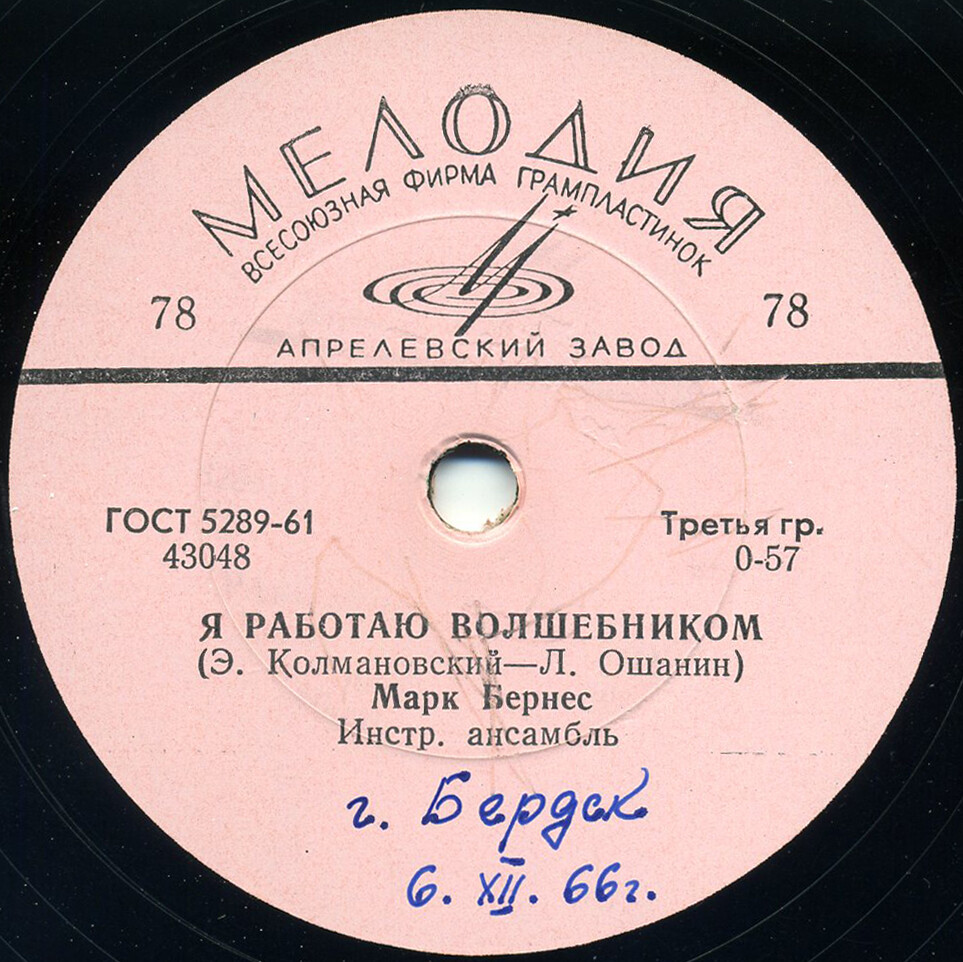 МЕЛОДИЯ
ВСЕСОЮЗНАЯ ФИРМА ГРАМПЛАСТИНОК
78 78
АПРЕЛЕВСКИЙ ЗАВОД
ГОСТ 5289-61 Третья гр.
43048 0-57
Я РАБОТАЮ ВОЛШЕБНИКОМ
(Э. Колмановский—Л. Ошанин)
Марк Бернес
Инстр. ансамбль
г. Бердск
6. XII. 66г.